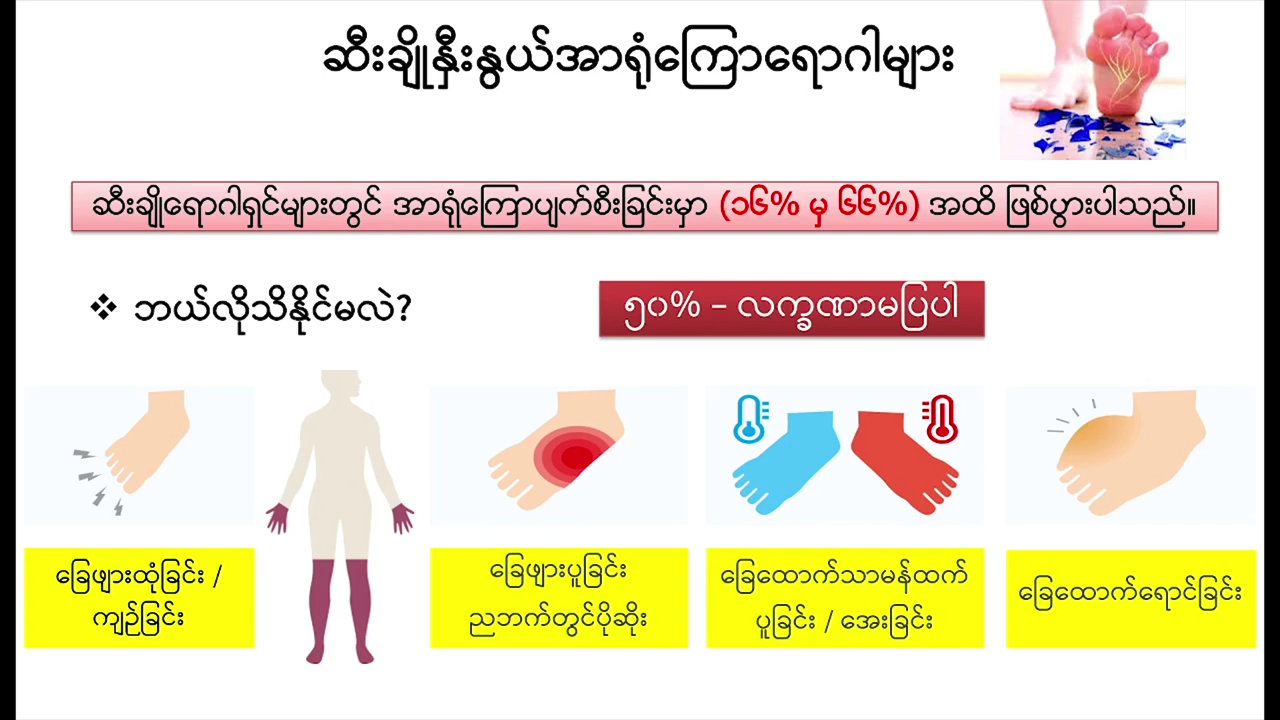 ဆီးချိုနှီးနွှယ်အာရုံကြောရောဂါများ
ဆီးချိုရောဂါရှင်များတွင် အာရုံကြောပျက်စီးခြင်းမှာ (၁၆% မှ ၆၆%) အထိ ဖြစ်ပွားပါသည်။
❖ ဘယ်လိုသိနိုင်မလဲ?
၅၀% – လက္ခဏာမပြပါ
ခြေဖျားထုံခြင်း /
ကျဉ်ခြင်း
ခြေဖျားပူခြင်း
ညဘက်တွင်ပိုဆိုး
ခြေထောက်သာမန်ထက်
ပူခြင်း / အေးခြင်း
ခြေထောက်ရောင်ခြင်း